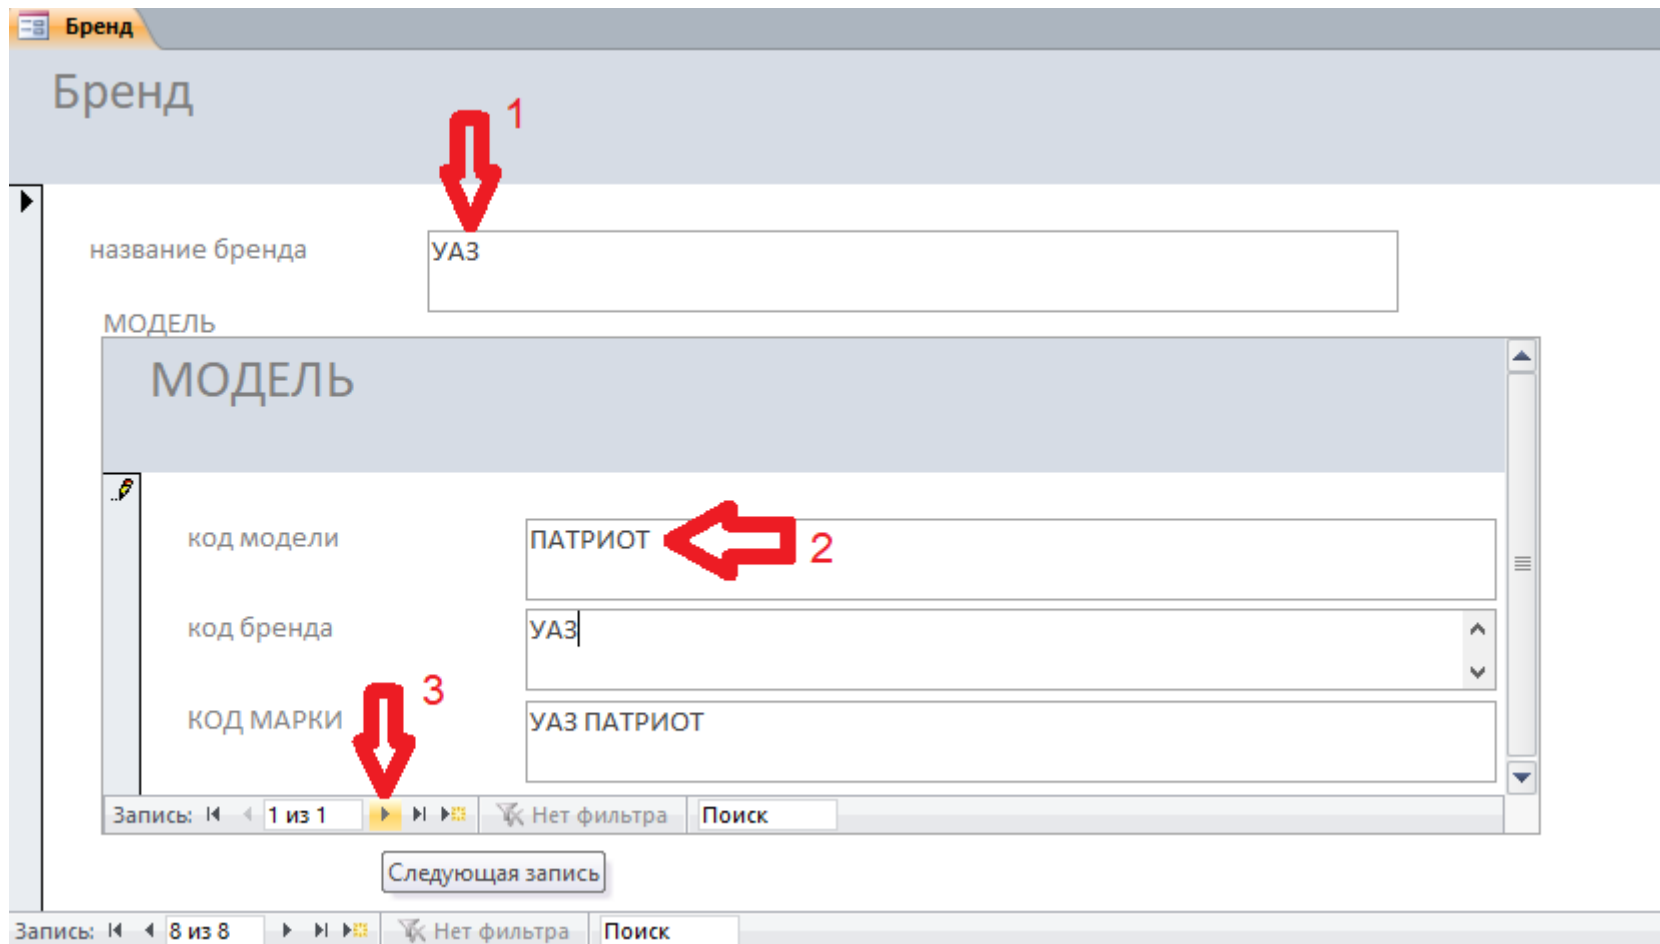 Бренд
Бренд
1
название бренда
УАЗ
МОДЕЛЬ
МОДЕЛЬ
код модели
ПАТРИОТ
2
код бренда
УАЗ
3
КОД МАРКИ
УАЗ ПАТРИОТ
Запись: 1 из 1 Нет фильтра Поиск
Следующая запись
Запись: 8 из 8 Нет фильтра Поиск